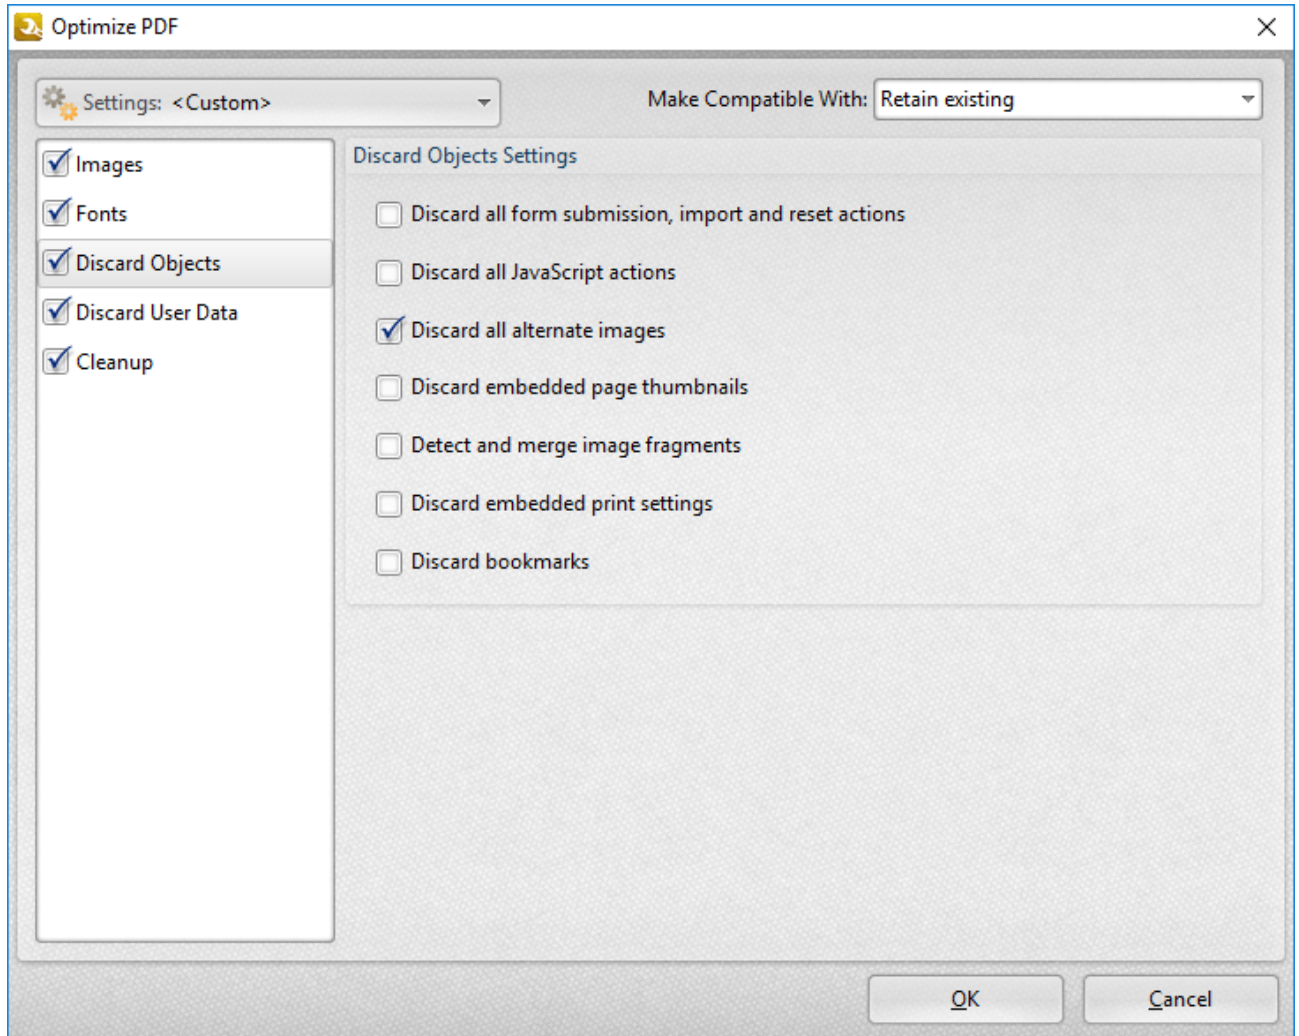 Optimize PDF
Settings: <Custom>
Make Compatible With: Retain existing
Images
Fonts
Discard Objects
Discard User Data
Cleanup
Discard Objects Settings
Discard all form submission, import and reset actions
Discard all JavaScript actions
Discard all alternate images
Discard embedded page thumbnails
Detect and merge image fragments
Discard embedded print settings
Discard bookmarks
OK
Cancel